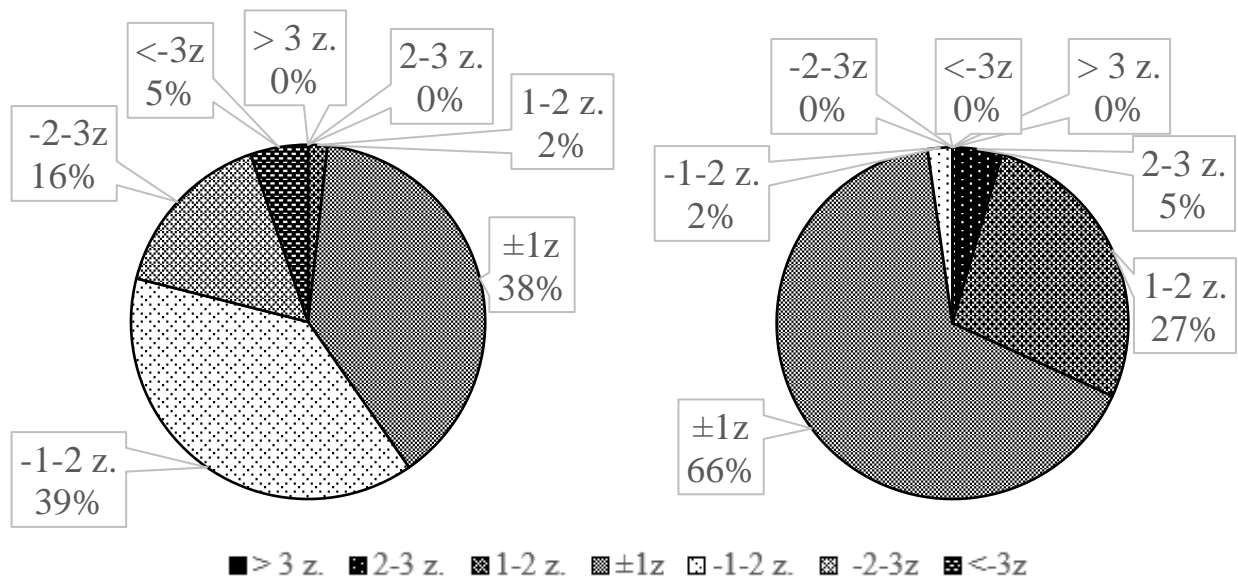 <-3z
5%
> 3 z.
0%
2-3 z.
0%
1-2 z.
2%
-2-3z
16%
±1z
38%
-1-2 z.
39%
-2-3z
0%
<-3z
0%
> 3 z.
0%
-1-2 z.
2%
2-3 z.
5%
1-2 z.
27%
±1z
66%
> 3 z. 2-3 z. 1-2 z. ±1z -1-2 z. -2-3z <-3z